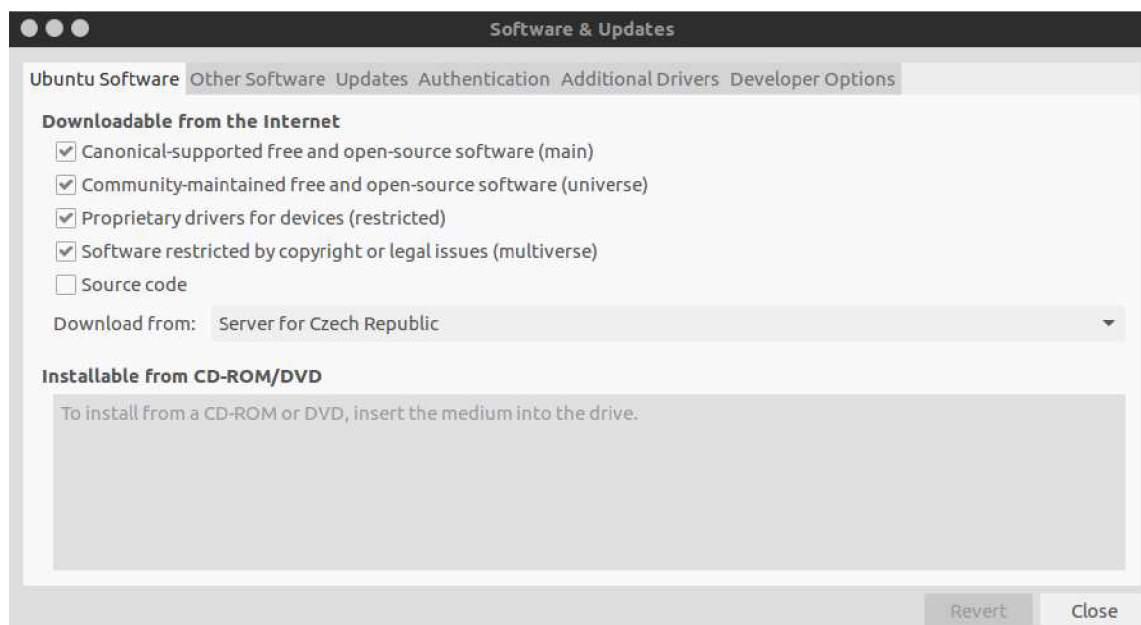 Software & Updates
Ubuntu Software Other Software Updates Authentication Additional Drivers Developer Options
Downloadable from the Internet
Canonical-supported free and open-source software (main)
Community-maintained free and open-source software (universe)
Proprietary drivers for devices (restricted)
Software restricted by copyright or legal issues (multiverse)
Source code
Download from: Server for Czech Republic
Installable from CD-ROM/DVD
To install from a CD-ROM or DVD, insert the medium into the drive.
Revert Close